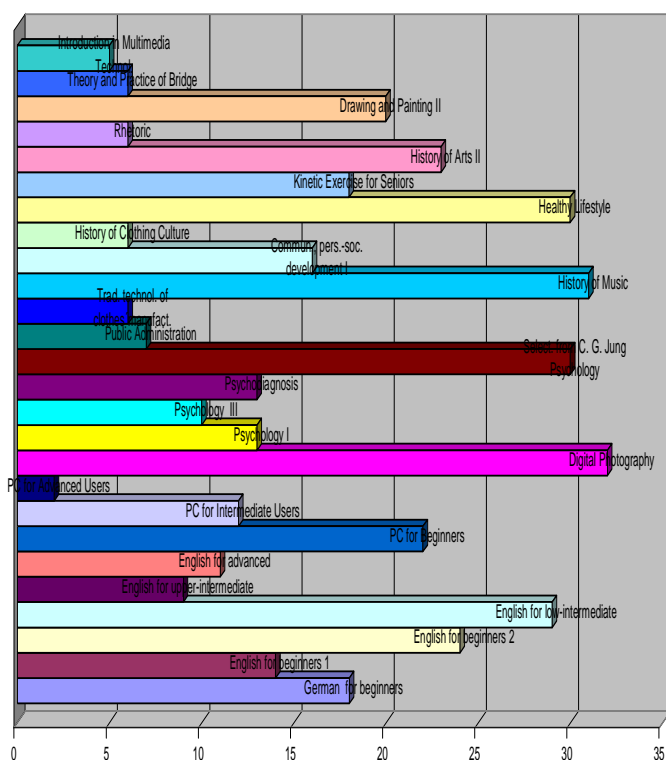 Introduction in Multimedia
Technol.
Theory and Practice of Bridge
Drawing and Painting II
Rhetoric
History of Arts II
Kinetic Exercise for Seniors
Healthy Lifestyle
History of Clothing Culture
Commun., pers.-soc.
development I
History of Music
Trad. technol. of
clothes manufact.
Public Administration
Select. from C. G. Jung
Psychology
Psychodiagnosis
Psychology III
Psychology I
Digital Photography
PC for Advanced Users
PC for Intermediate Users
PC for Beginners
English for advanced
English for upper-intermediate
English for low-intermediate
English for beginners 2
English for beginners 1
German for beginners
0 5 10 15 20 25 30 35